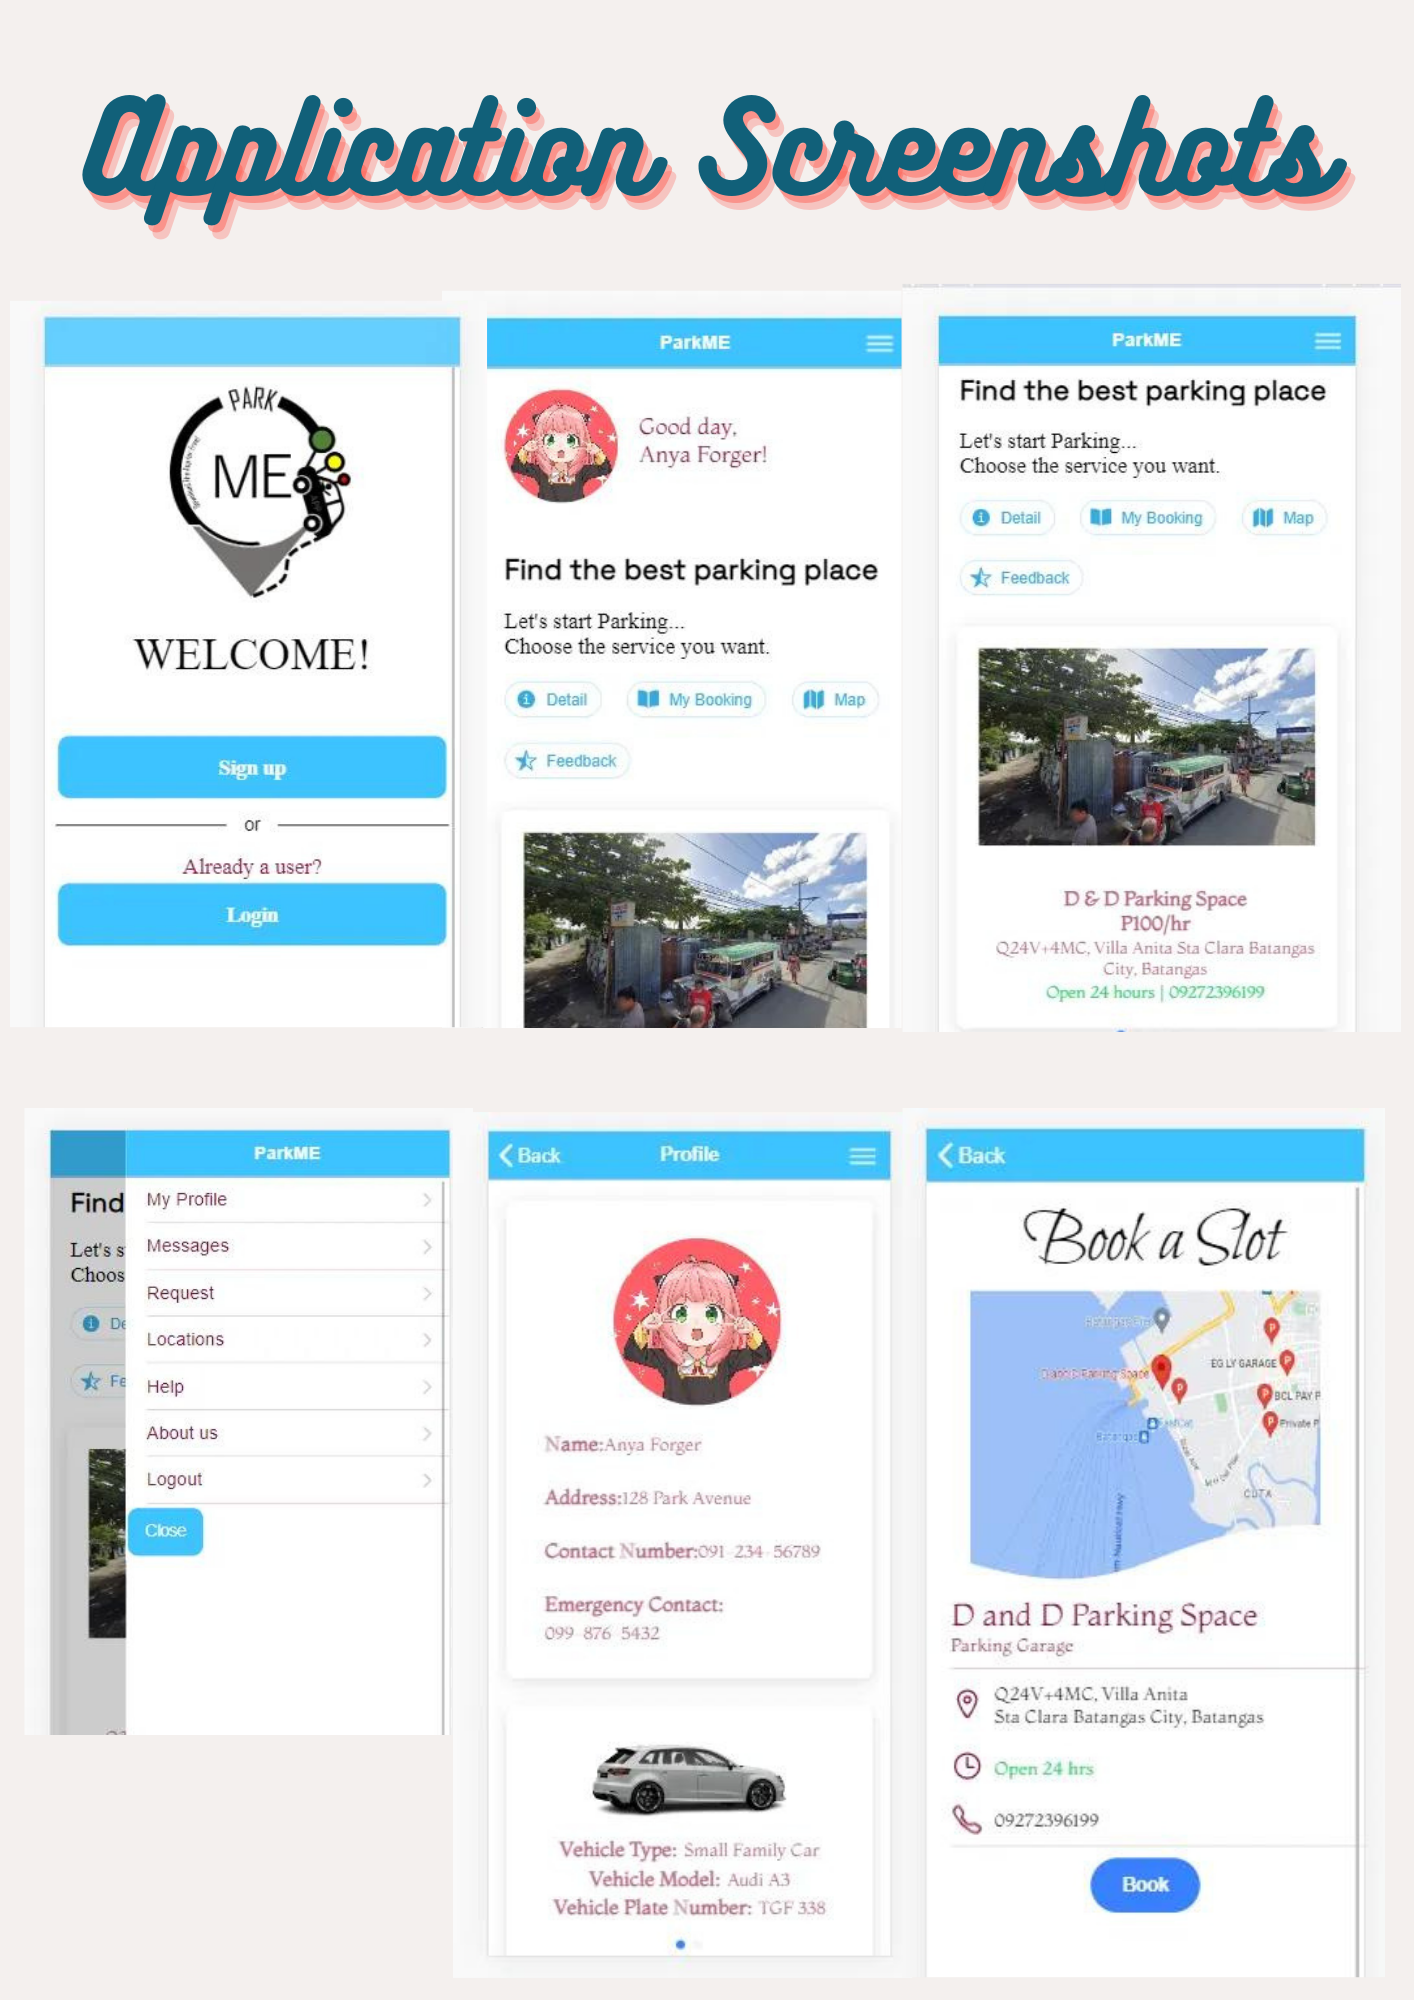 Application Screenshots
PARK
ME
WELCOME!
Sign up
or
Already a user?
Login
ParkME
Good day,
Anya Forger!
Find the best parking place
Let's start Parking...
Choose the service you want.
Detail
My Booking
Map
Feedback
ParkME
Find the best parking place
Let's start Parking...
Choose the service you want.
Detail
My Booking
Map
Feedback
D & D Parking Space
P100/hr
Q24V+4MC, Villa Anita Sta Clara Batangas
City, Batangas
Open 24 hours | 09272396199
ParkME
Find
Let's s
Choos
De
Fe
My Profile
Messages
Request
Locations
Help
About us
Logout
Close
Back
Profile
Name:Anya Forger
Address:128 Park Avenue
Contact Number:091 234 56789
Emergency Contact:
099 876 5432
Vehicle Type: Small Family Car
Vehicle Model: Audi A3
Vehicle Plate Number: TGF 338
Back
Book a Slot
D and D Parking Space
EG LY GARAGE
BCL PAY P
Private P
FastCat
Batangas
CUTA
D and D Parking Space
Parking Garage
Q24V+4MC, Villa Anita
Sta Clara Batangas City, Batangas
Open 24 hrs
09272396199
Book